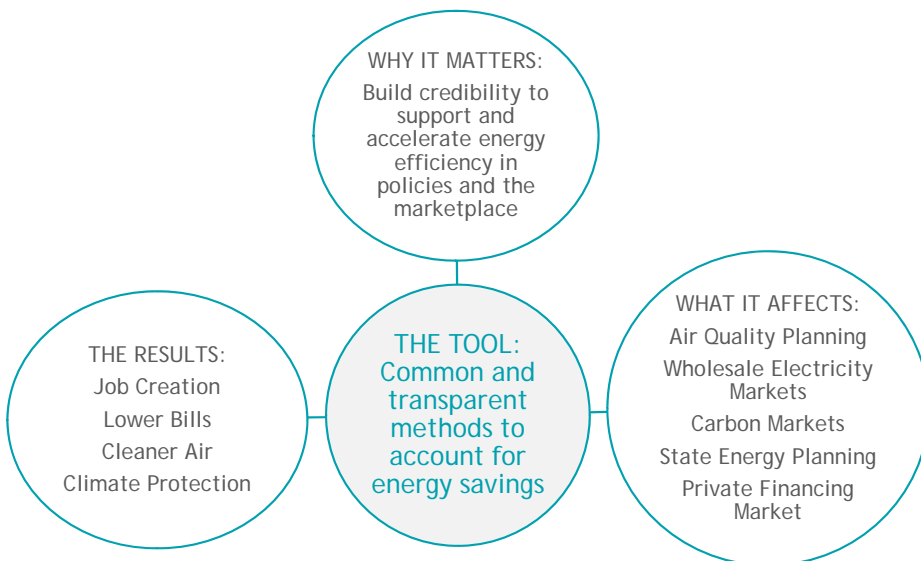 WHY IT MATTERS:
Build credibility to
support and
accelerate energy
efficiency in
policies and the
marketplace
THE RESULTS:
Job Creation
Lower Bills
Cleaner Air
Climate Protection
THE TOOL:
Common and
transparent
methods to
account for
energy savings
WHAT IT AFFECTS:
Air Quality Planning
Wholesale Electricity
Markets
Carbon Markets
State Energy Planning
Private Financing
Market